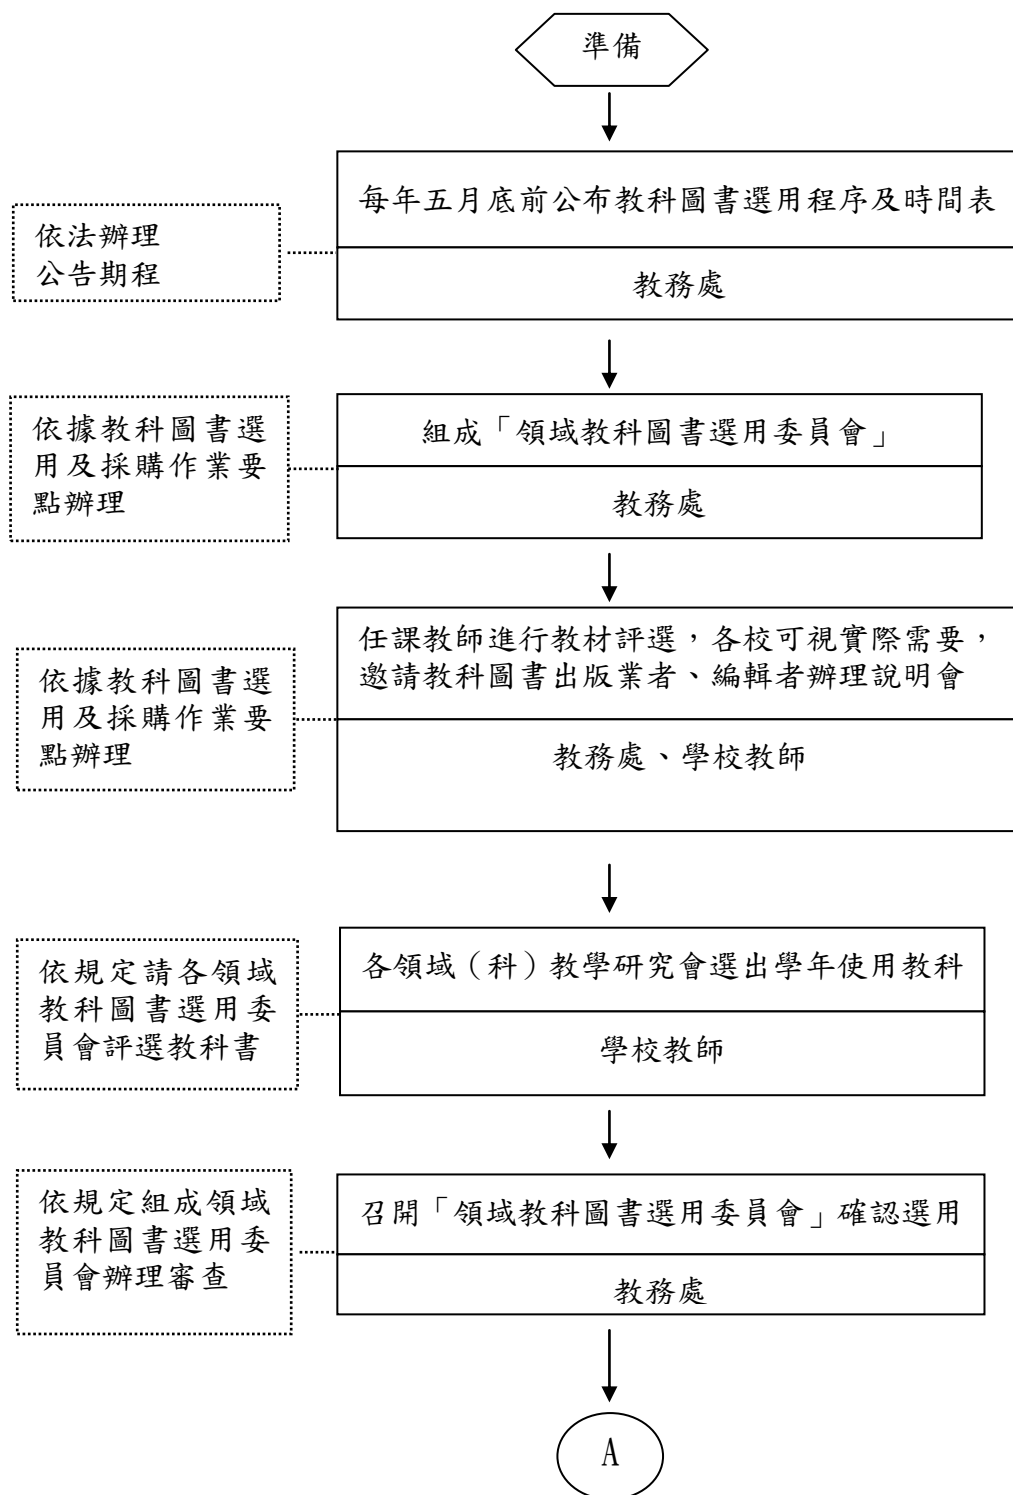 準備
每年五月底前公布教科圖書選用程序及時間表
教務處
依法辦理
公告期程
組成「領域教科圖書選用委員會」
教務處
依據教科圖書選
用及採購作業要
點辦理
任課教師進行教材評選，各校可視實際需要，
邀請教科圖書出版業者、編輯者辦理說明會
教務處、學校教師
依據教科圖書選
用及採購作業要
點辦理
各領域（科）教學研究會選出學年使用教科
學校教師
依規定請各領域
教科圖書選用委
員會評選教科書
召開「領域教科圖書選用委員會」確認選用
教務處
依規定組成領域
教科圖書選用委
員會辦理審查
A